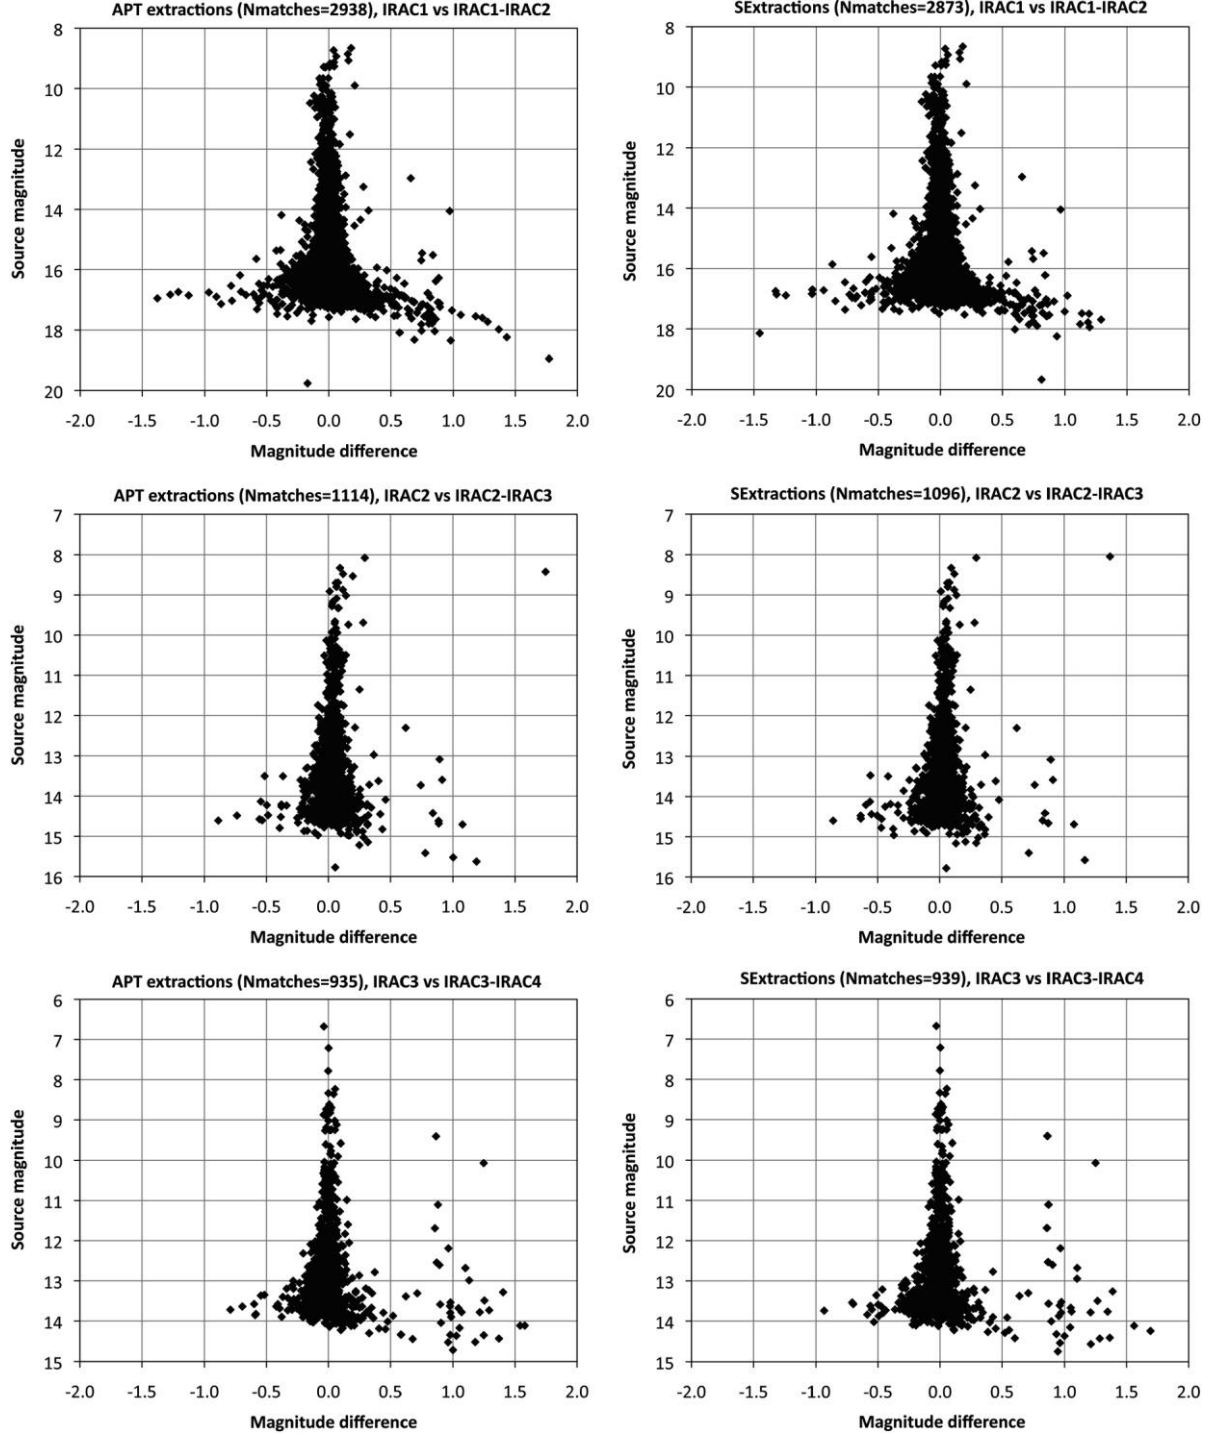 APT extractions (Nmatches=2938), IRAC1 vs IRAC1-IRAC2
8
10
12
14
16
18
20
Source magnitude
-2.0 -1.5 -1.0 -0.5 0.0 0.5 1.0 1.5 2.0
Magnitude difference
SExtractions (Nmatches=2873), IRAC1 vs IRAC1-IRAC2
8
10
12
14
16
18
20
Source magnitude
-2.0 -1.5 -1.0 -0.5 0.0 0.5 1.0 1.5 2.0
Magnitude difference
APT extractions (Nmatches=1114), IRAC2 vs IRAC2-IRAC3
7
8
9
10
11
12
13
14
15
16
Source magnitude
-2.0 -1.5 -1.0 -0.5 0.0 0.5 1.0 1.5 2.0
Magnitude difference
SExtractions (Nmatches=1096), IRAC2 vs IRAC2-IRAC3
7
8
9
10
11
12
13
14
15
16
Source magnitude
-2.0 -1.5 -1.0 -0.5 0.0 0.5 1.0 1.5 2.0
Magnitude difference
APT extractions (Nmatches=935), IRAC3 vs IRAC3-IRAC4
6
7
8
9
10
11
12
13
14
15
Source magnitude
-2.0 -1.5 -1.0 -0.5 0.0 0.5 1.0 1.5 2.0
Magnitude difference
SExtractions (Nmatches=939), IRAC3 vs IRAC3-IRAC4
6
7
8
9
10
11
12
13
14
15
Source magnitude
-2.0 -1.5 -1.0 -0.5 0.0 0.5 1.0 1.5 2.0
Magnitude difference